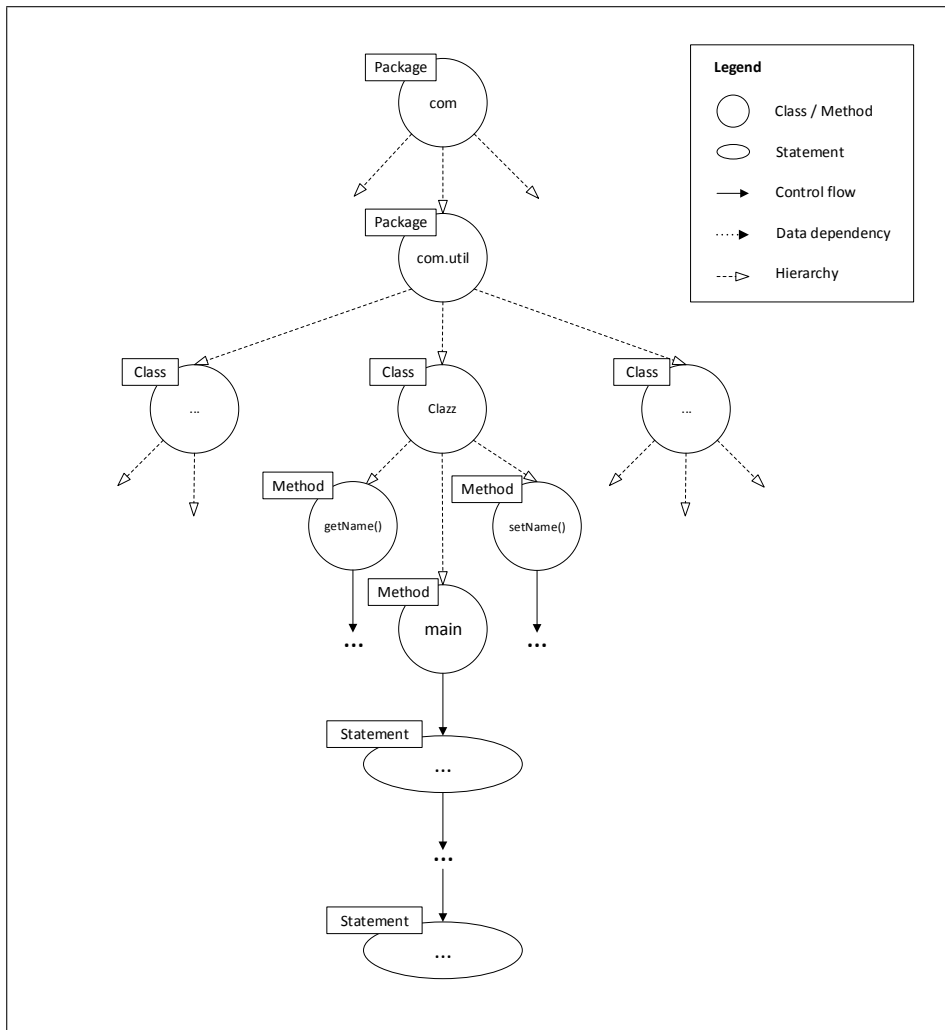 Package
com
Legend
Class / Method
Statement
Control flow
Data dependency
Hierarchy
Package
com.util
Class
...
Class
Clazz
Class
...
Method
getName()
Method
setName()
Method
main
...
...
Statement
...
...
Statement
...